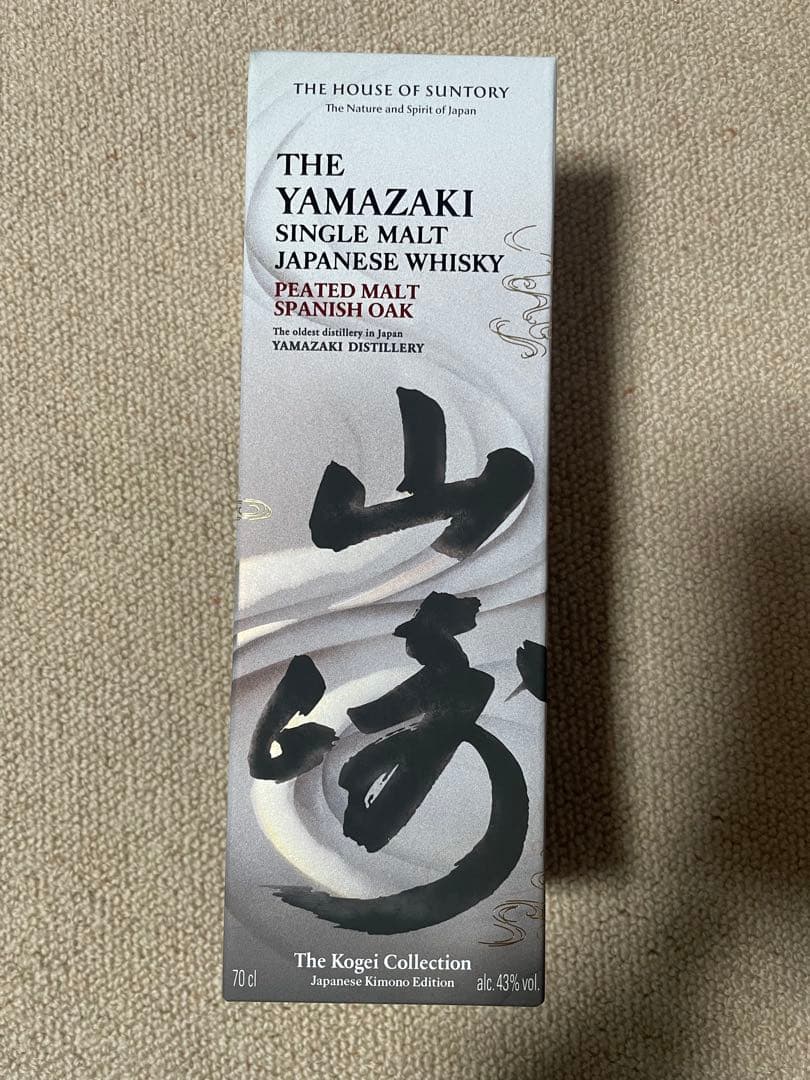 THE HOUSE OF SUNTORY
The Nature and Spirit of Japan
THE
YAMAZAKI
SINGLE MALT
JAPANESE WHISKY
PEATED MALT
SPANISH OAK
The oldest distillery in Japan
YAMAZAKI DISTILLERY
山
崎
The Kogei Collection
Japanese Kimono Edition
70 cl
alc. 43% vol.